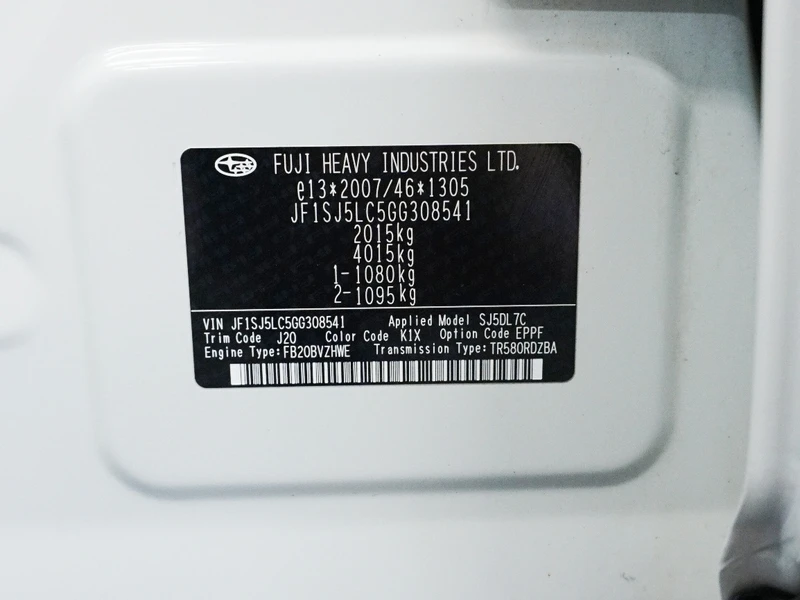 FUJI HEAVY INDUSTRIES LTD.
e13*2007/46*1305
JF1SJ5LC5GG308541
2015kg
4015kg
1-1080kg
2-1095kg
VIN JF1SJ5LC5GG308541 Applied Model SJ5DL7C
Trim Code J20 Color Code K1X Option Code EPPF
Engine Type:FB20BVZHWE Transmission Type:TR580RDZBA